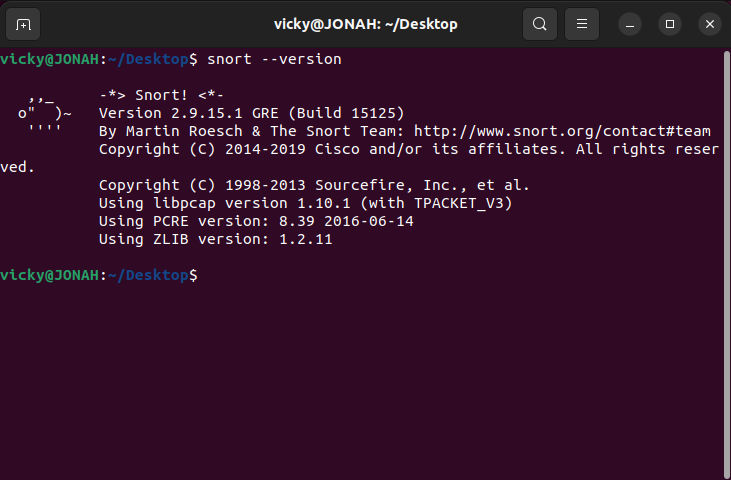 vicky@JONAH: ~/Desktop
vicky@JONAH:~/Desktop$ snort --version
   ,,_     -*> Snort! <*-
  o"  )~   Version 2.9.15.1 GRE (Build 15125)
   ''''    By Martin Roesch & The Snort Team: http://www.snort.org/contact#team
           Copyright (C) 2014-2019 Cisco and/or its affiliates. All rights reser
ved.
           Copyright (C) 1998-2013 Sourcefire, Inc., et al.
           Using libpcap version 1.10.1 (with TPACKET_V3)
           Using PCRE version: 8.39 2016-06-14
           Using ZLIB version: 1.2.11
vicky@JONAH:~/Desktop$